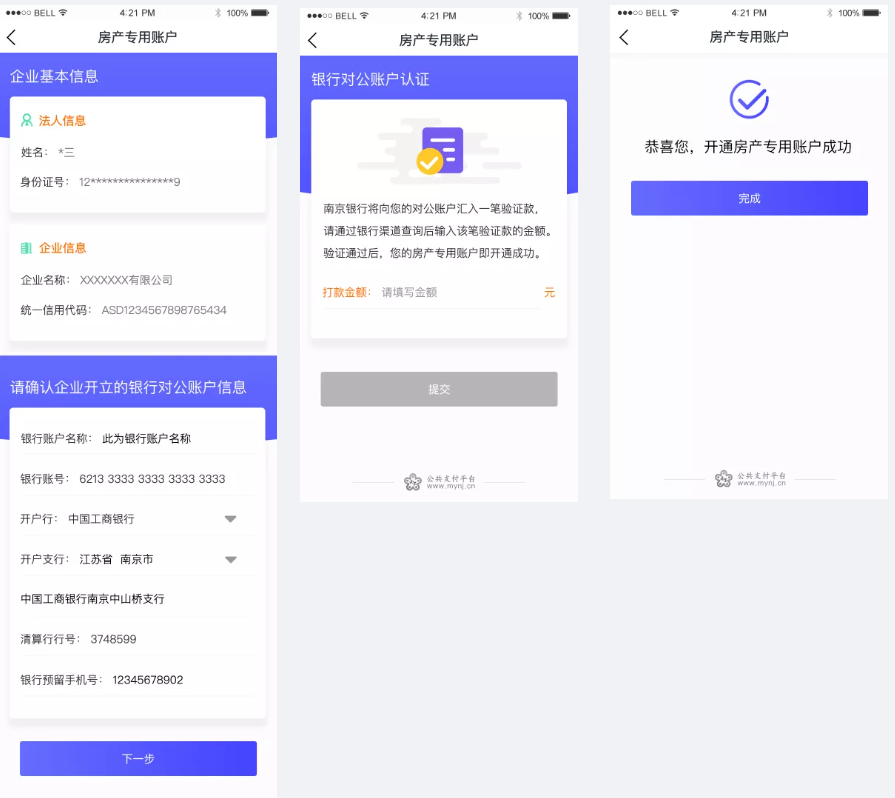 ●●●○○ BELL 4:21 PM 100%
房产专用账户
企业基本信息
法人信息
姓名: *三
身份证号: 12***************9
企业信息
企业名称: XXXXXXX有限公司
统一信用代码: ASD1234567898765434
请确认企业开立的银行对公账户信息
银行账户名称: 此为银行账户名称
银行账号: 6213 3333 3333 3333 3333
开户行: 中国工商银行
开户支行: 江苏省 南京市
中国工商银行南京中山桥支行
清算行行号: 3748599
银行预留手机号: 12345678902
下一步
●●●○○ BELL 4:21 PM 100%
房产专用账户
银行对公账户认证
南京银行将向您的对公账户汇入一笔验证款,
请通过银行渠道查询后输入该笔验证款的金额。
验证通过后，您的房产专用账户即开通成功。
打款金额: 请填写金额 元
提交
公共支付平台
www.mynj.cn
●●●○○ BELL 4:21 PM 100%
房产专用账户
恭喜您，开通房产专用账户成功
完成
公共支付平台
www.mynj.cn